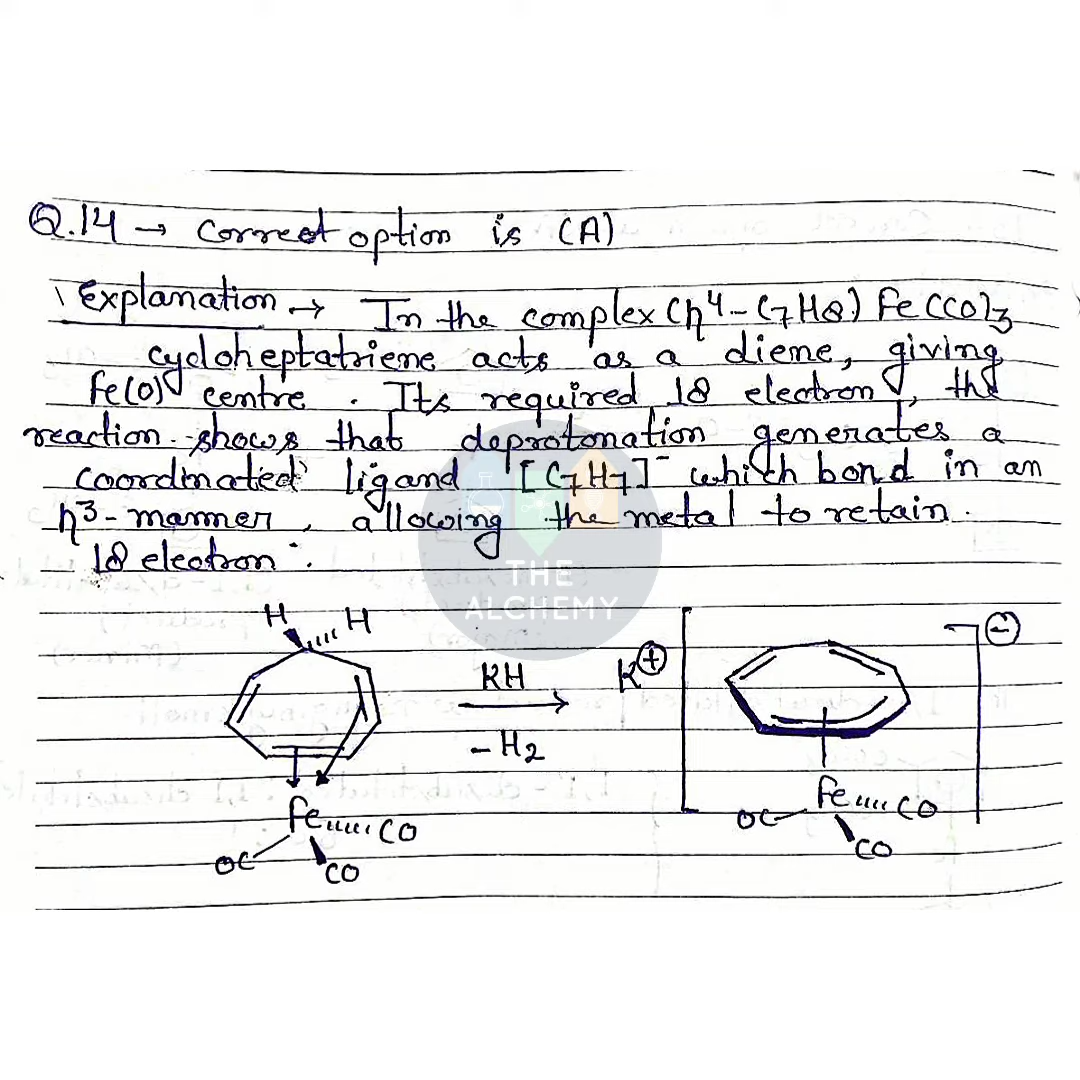 Q.14 → correct option is (A)
Explanation → In the complex (η⁴-C₇H₈) Fe(CO)₃
cycloheptatriene acts as a diene, giving
Fe(0) centre. Its required 18 electron, the
reaction shows that deprotonation generates a
coordinated ligand [C₇H₇]⁻ which bond in an
η³-manner, allowing the metal to retain.
18 electron.
THE
ALCHEMY
H H
KH
K⊕
⊖
-H₂
Fe CO
OC
CO
Fe CO
OC
CO